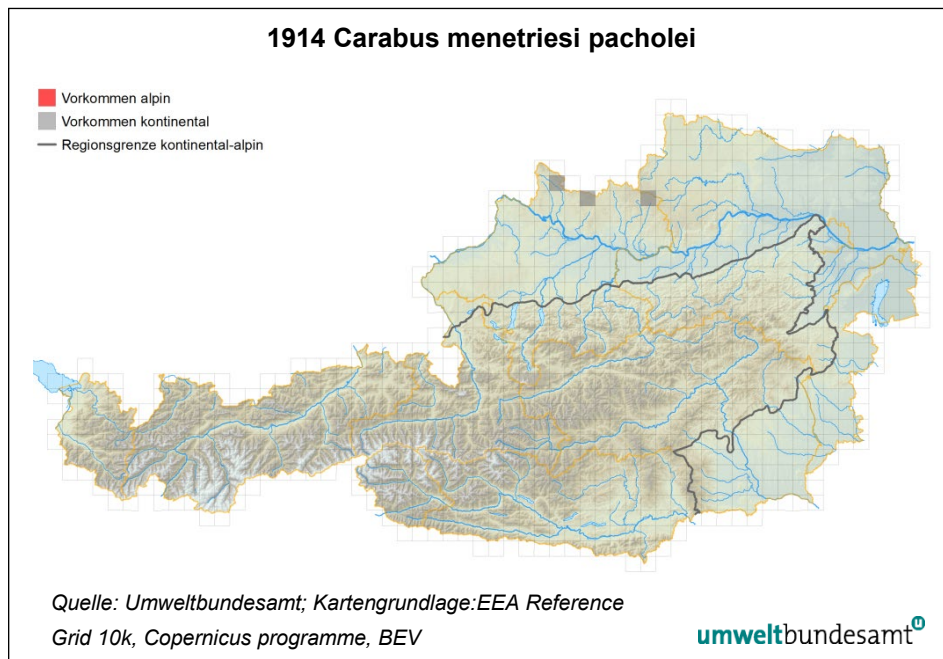 1914 Carabus menetriesi pacholei
Vorkommen alpin
Vorkommen kontinental
Regionsgrenze kontinental-alpin
Quelle: Umweltbundesamt; Kartengrundlage:EEA Reference
Grid 10k, Copernicus programme, BEV
umweltbundesamt u